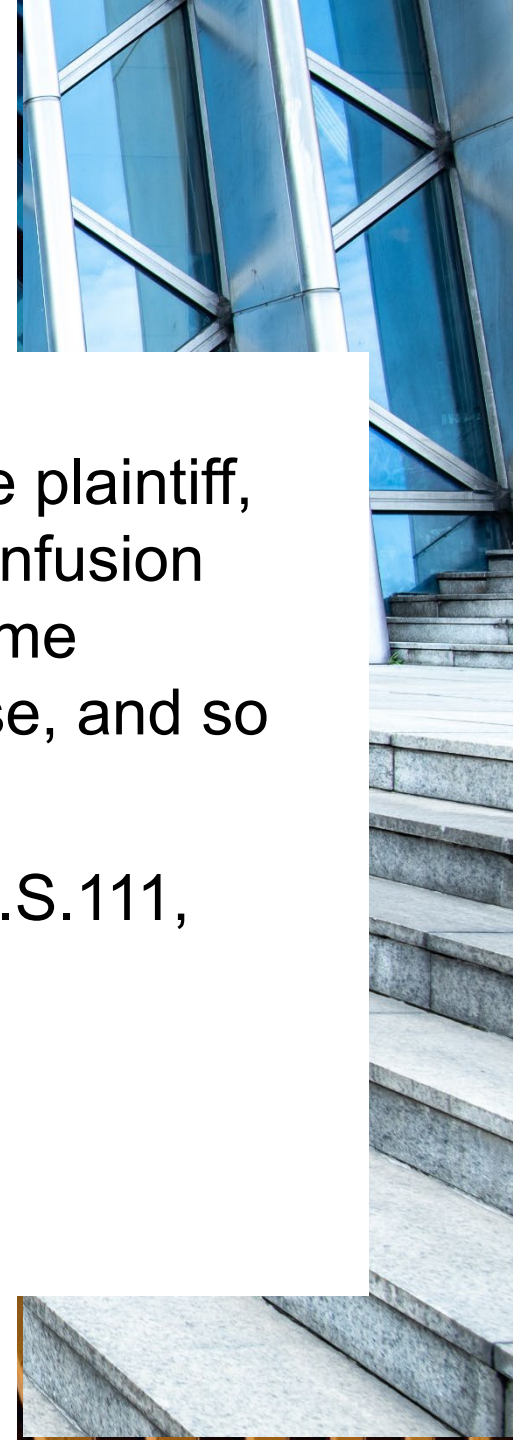 e plaintiff,
nfusion
me
se, and so
.S.111,